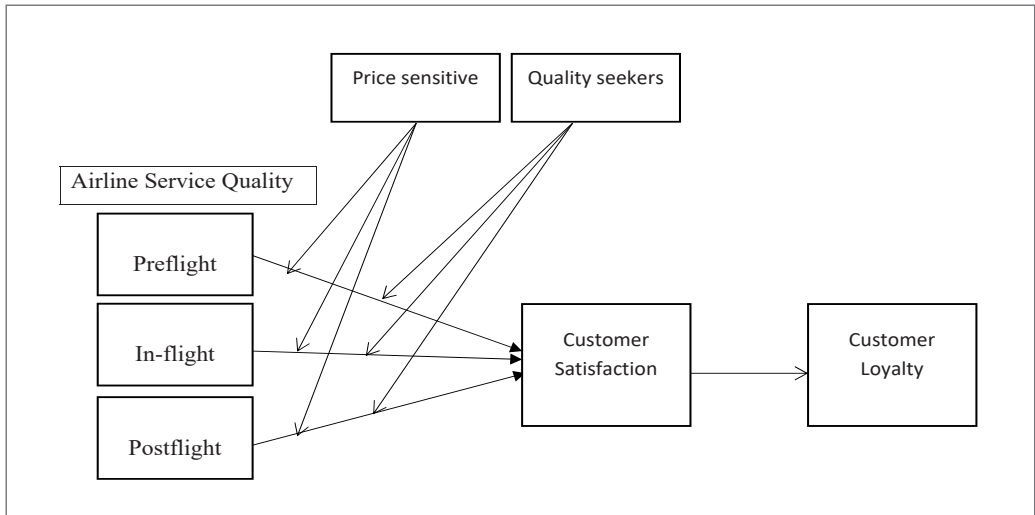 Price sensitive
Quality seekers
Airline Service Quality
Preflight
In-flight
Postflight
Customer
Satisfaction
Customer
Loyalty